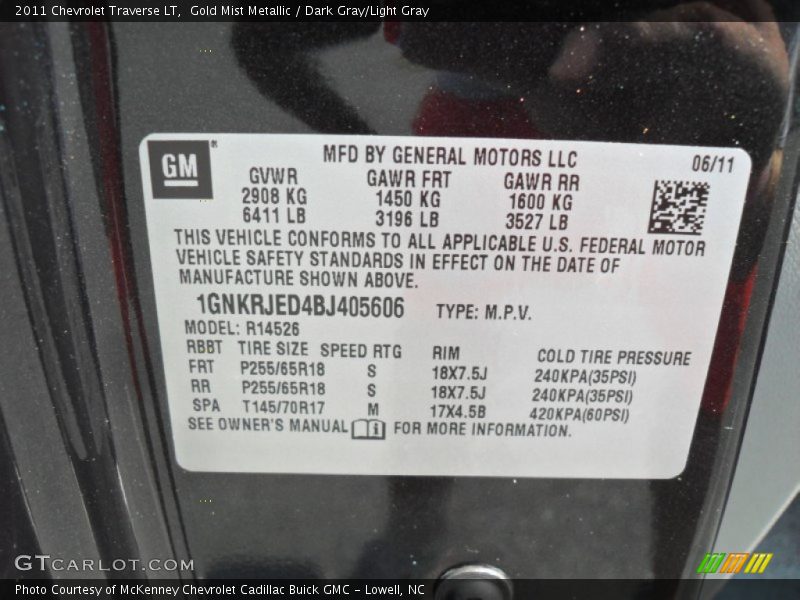 2011 Chevrolet Traverse LT,  Gold Mist Metallic / Dark Gray/Light Gray
GM
MFD BY GENERAL MOTORS LLC 06/11
GVWR GAWR FRT GAWR RR
2908 KG 1450 KG 1600 KG
6411 LB 3196 LB 3527 LB
THIS VEHICLE CONFORMS TO ALL APPLICABLE U.S. FEDERAL MOTOR
VEHICLE SAFETY STANDARDS IN EFFECT ON THE DATE OF
MANUFACTURE SHOWN ABOVE.
1GNKRJED4BJ405606 TYPE: M.P.V.
MODEL: R14526
RBBT TIRE SIZE SPEED RTG RIM COLD TIRE PRESSURE
FRT P255/65R18 S 18X7.5J 240KPA(35PSI)
RR P255/65R18 S 18X7.5J 240KPA(35PSI)
SPA T145/70R17 M 17X4.5B 420KPA(60PSI)
SEE OWNER'S MANUAL i FOR MORE INFORMATION.
GTCARLOT.COM
Photo Courtesy of McKenney Chevrolet Cadillac Buick GMC - Lowell, NC